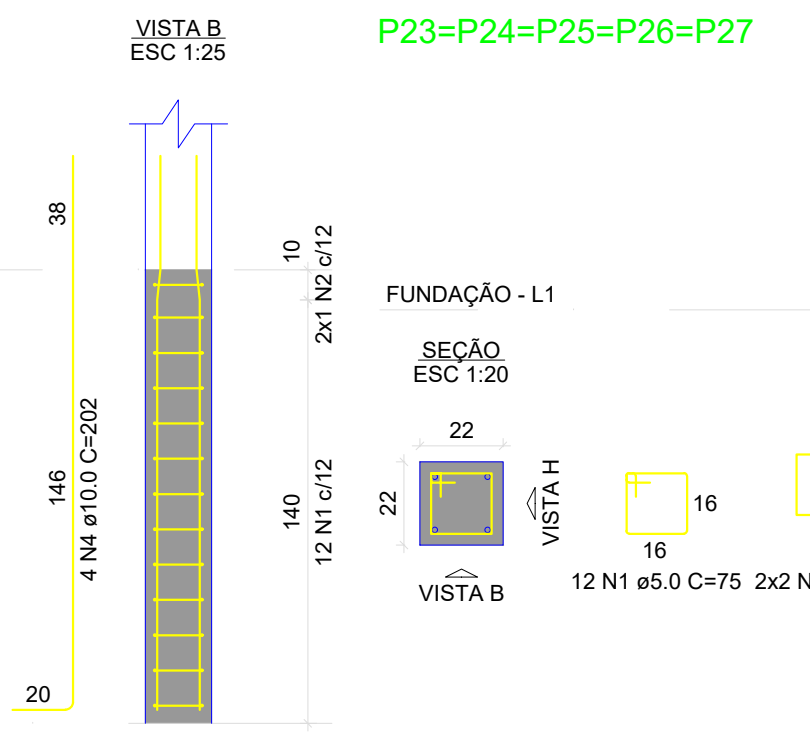 VISTA B
ESC 1:25
P23=P24=P25=P26=P27
38
146
4 N4 ø10.0 C=202
20
10
2x1 N2 c/12
140
12 N1 c/12
FUNDAÇÃO - L1
SEÇÃO
ESC 1:20
22
22
VISTA H
VISTA B
16
16
12 N1 ø5.0 C=75
2x2 N